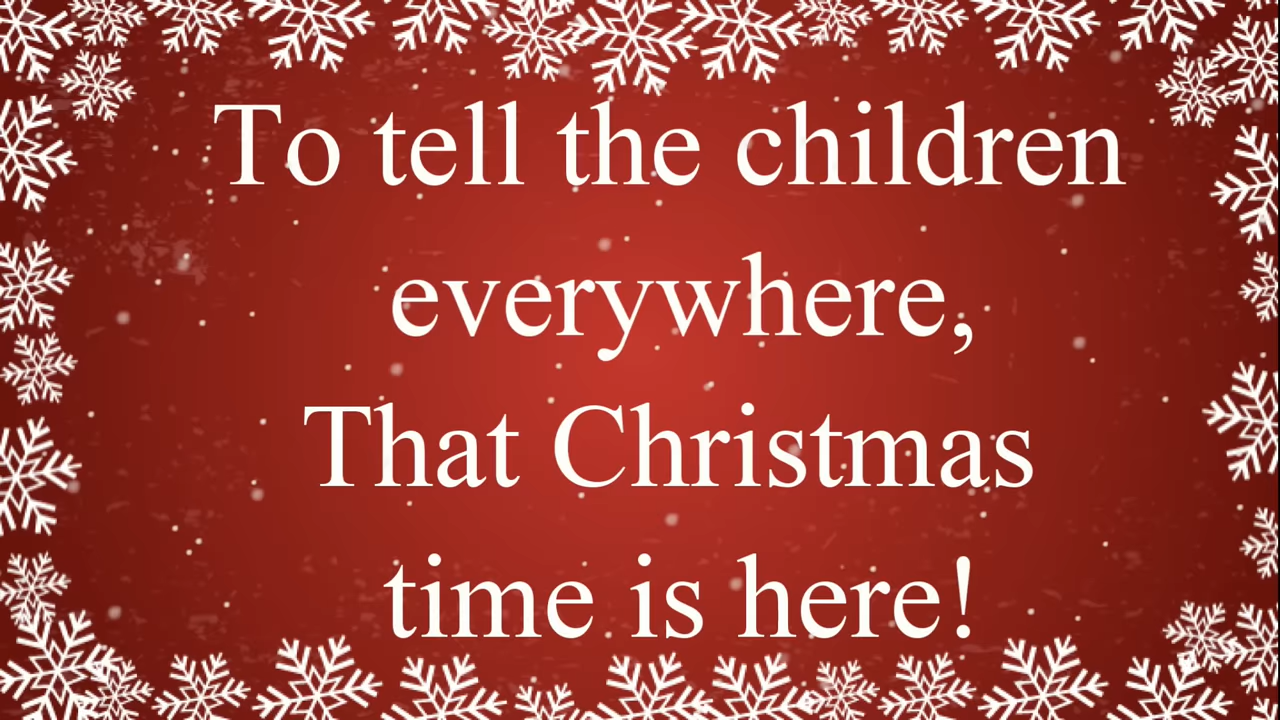 To tell the children
everywhere,
That Christmas
time is here!